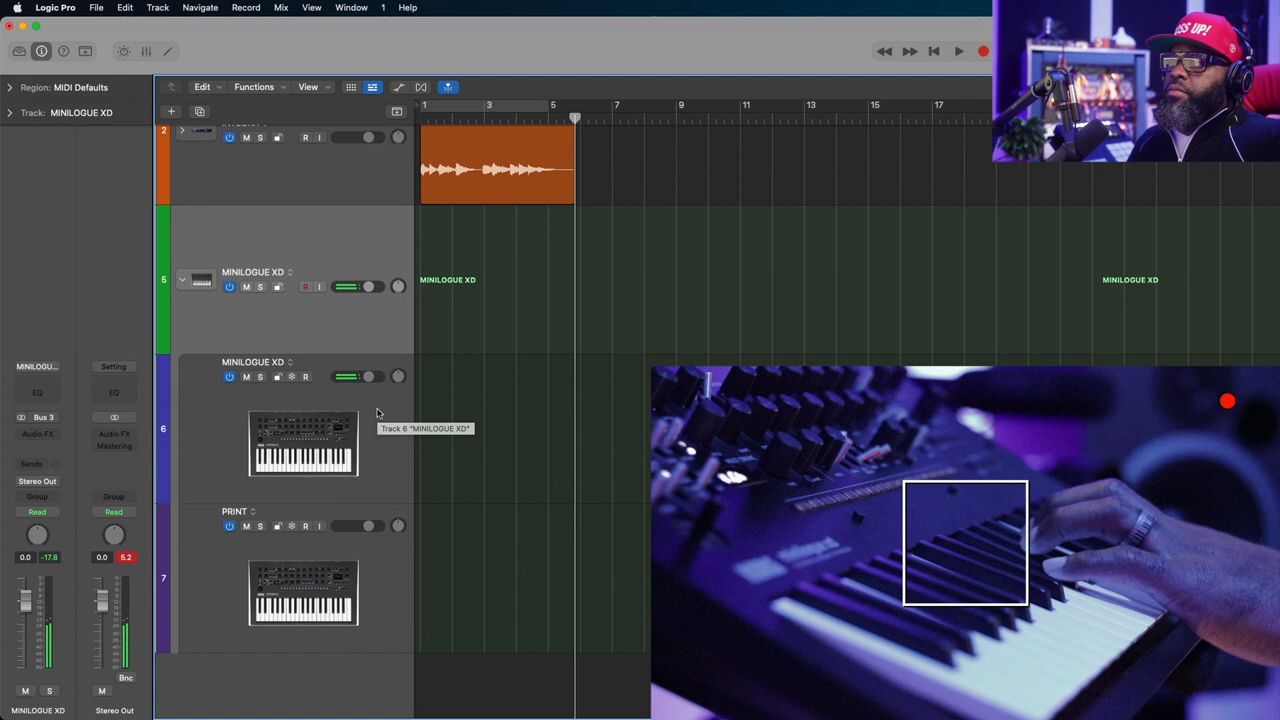 Logic Pro File Edit Track Navigate Record Mix View Window 1 Help
Region: MIDI Defaults
Edit Functions View
Track: MINILOGUE XD
1 3 5 7 9 11 13 15 17
2
M S R I
5
MINILOGUE XD
M S R I
MINILOGUE XD
MINILOGUE XD
6
MINILOGUE XD
M S R
Track 6 "MINILOGUE XD"
7
PRINT
M S R I
MINILOGU...
Setting
EQ
EQ
Bus 3
Audio FX
Audio FX
Mastering
Sends
Stereo Out
Group
Group
Read
Read
0.0 -17.8
0.0 5.2
Bnc
M S
M
MINILOGUE XD
Stereo Out